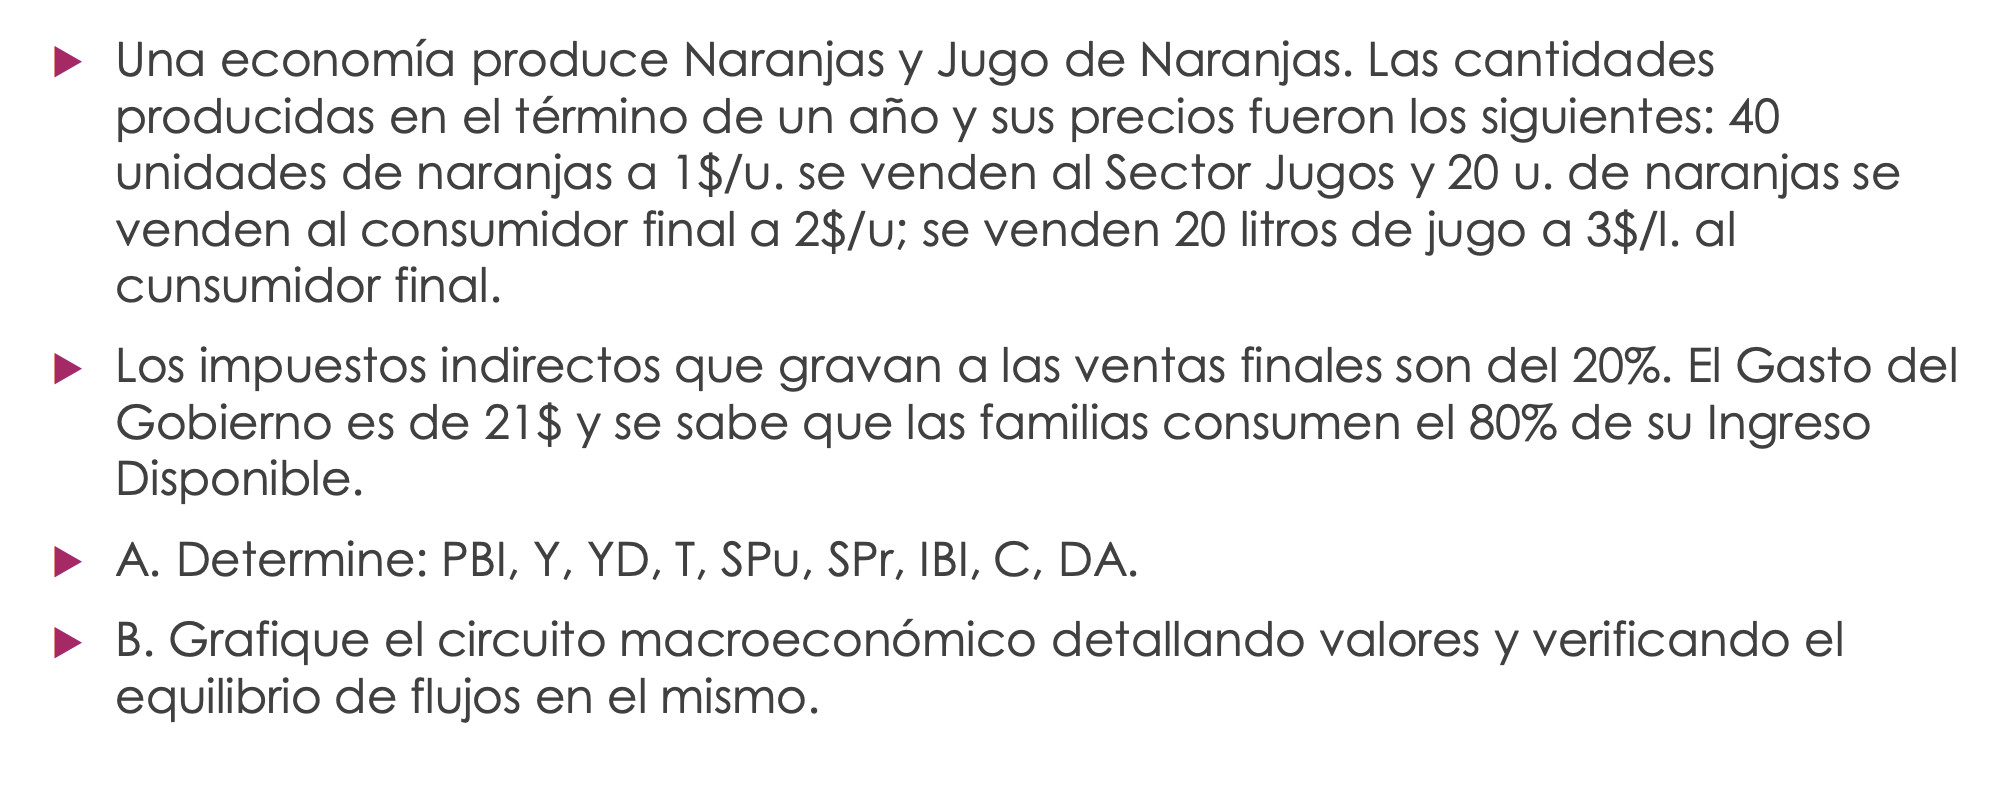 Una economía produce Naranjas y Jugo de Naranjas. Las cantidades
producidas en el término de un año y sus precios fueron los siguientes: 40
unidades de naranjas a 1$/u. se venden al Sector Jugos y 20 u. de naranjas se
venden al consumidor final a 2$/u; se venden 20 litros de jugo a 3$/l. al
cunsumidor final.
Los impuestos indirectos que gravan a las ventas finales son del 20%. El Gasto del
Gobierno es de 21$ y se sabe que las familias consumen el 80% de su Ingreso
Disponible.
A. Determine: PBI, Y, YD, T, SPu, SPr, IBI, C, DA.
B. Grafique el circuito macroeconómico detallando valores y verificando el
equilibrio de flujos en el mismo.